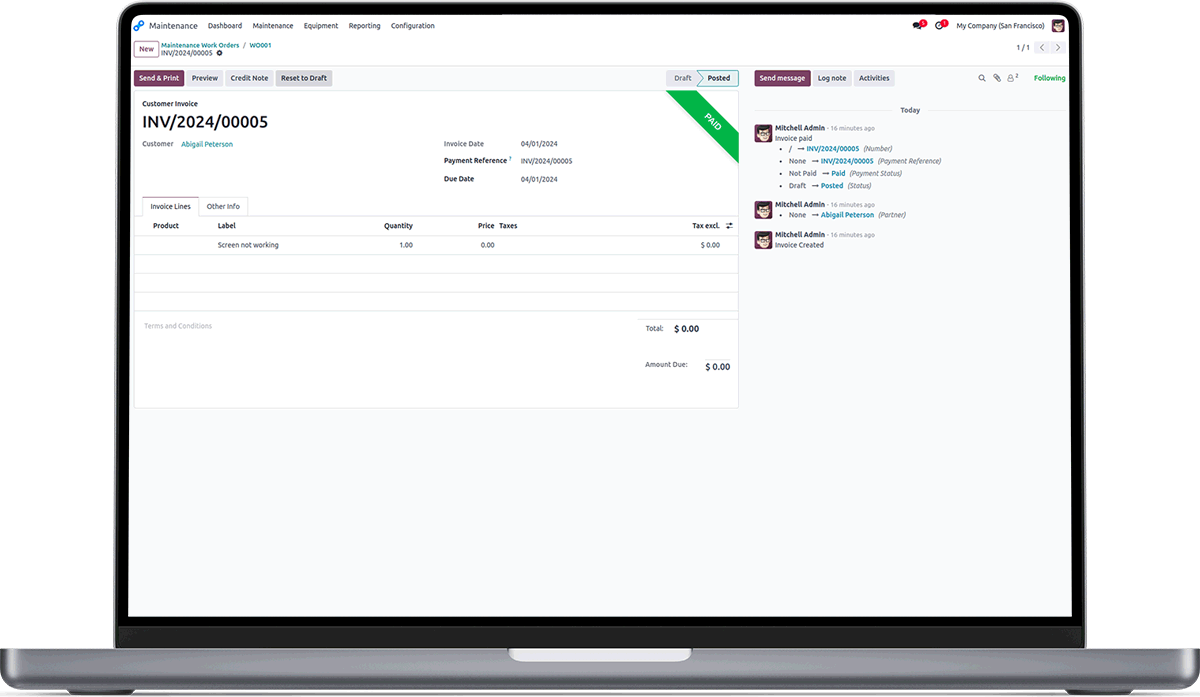 Maintenance Dashboard Maintenance Equipment Reporting Configuration 5 1 My Company (San Francisco)
New Maintenance Work Orders / WO001
INV/2024/00005
1 / 1
Send & Print Preview Credit Note Reset to Draft Draft Posted
Send message Log note Activities 2 Following
Customer Invoice
INV/2024/00005
PAID
Customer Abigail Peterson
Invoice Date 04/01/2024
Payment Reference ? INV/2024/00005
Due Date 04/01/2024
Invoice Lines Other Info
Product Label Quantity Price Taxes Tax excl.
Screen not working 1.00 0.00 $ 0.00
Terms and Conditions
Total: $ 0.00
Amount Due: $ 0.00
Today
Mitchell Admin - 16 minutes ago
Invoice paid
• / → INV/2024/00005 (Number)
• None → INV/2024/00005 (Payment Reference)
• Not Paid → Paid (Payment Status)
• Draft → Posted (Status)
Mitchell Admin - 16 minutes ago
• None → Abigail Peterson (Partner)
Mitchell Admin - 16 minutes ago
Invoice Created